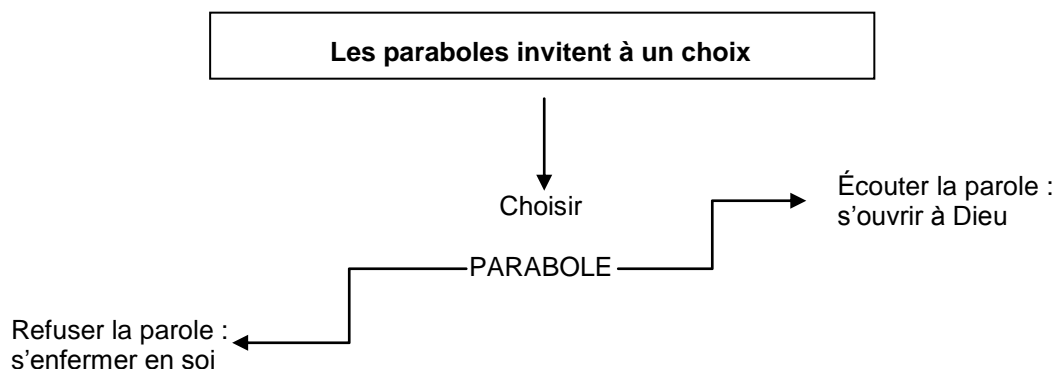 Les paraboles invitent à un choix
Choisir
Écouter la parole :
s’ouvrir à Dieu
PARABOLE
Refuser la parole :
s’enfermer en soi